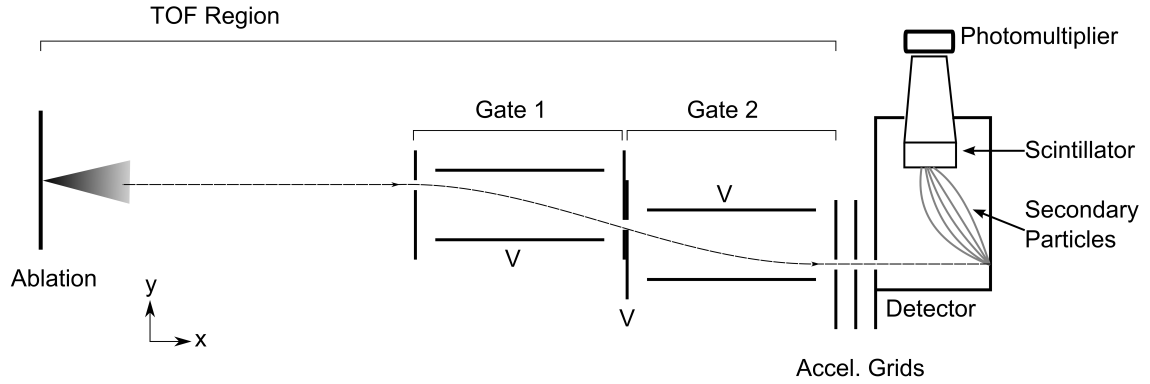 TOF Region
Photomultiplier
Gate 1
Gate 2
Scintillator
V
Secondary
Particles
V
Ablation
y
x
V
Detector
Accel. Grids